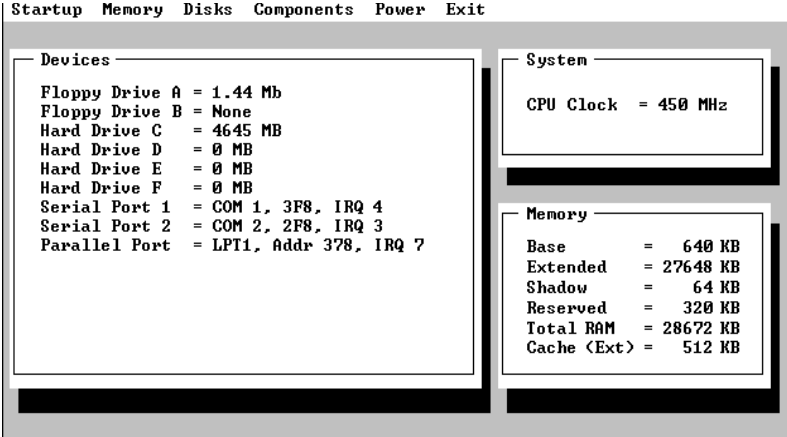 Startup Memory Disks Components Power Exit
Devices
Floppy Drive A = 1.44 Mb
Floppy Drive B = None
Hard Drive C = 4645 MB
Hard Drive D = 0 MB
Hard Drive E = 0 MB
Hard Drive F = 0 MB
Serial Port 1 = COM 1, 3F8, IRQ 4
Serial Port 2 = COM 2, 2F8, IRQ 3
Parallel Port = LPT1, Addr 378, IRQ 7
System
CPU Clock = 450 MHz
Memory
Base = 640 KB
Extended = 27648 KB
Shadow = 64 KB
Reserved = 320 KB
Total RAM = 28672 KB
Cache (Ext) = 512 KB